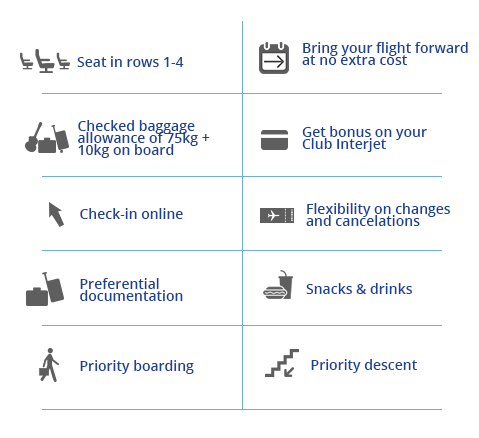 Seat in rows 1-4
Bring your flight forward
at no extra cost
Checked baggage
allowance of 75kg +
10kg on board
Get bonus on your
Club Interjet
Check-in online
Flexibility on changes
and cancelations
Preferential
documentation
Snacks & drinks
Priority boarding
Priority descent